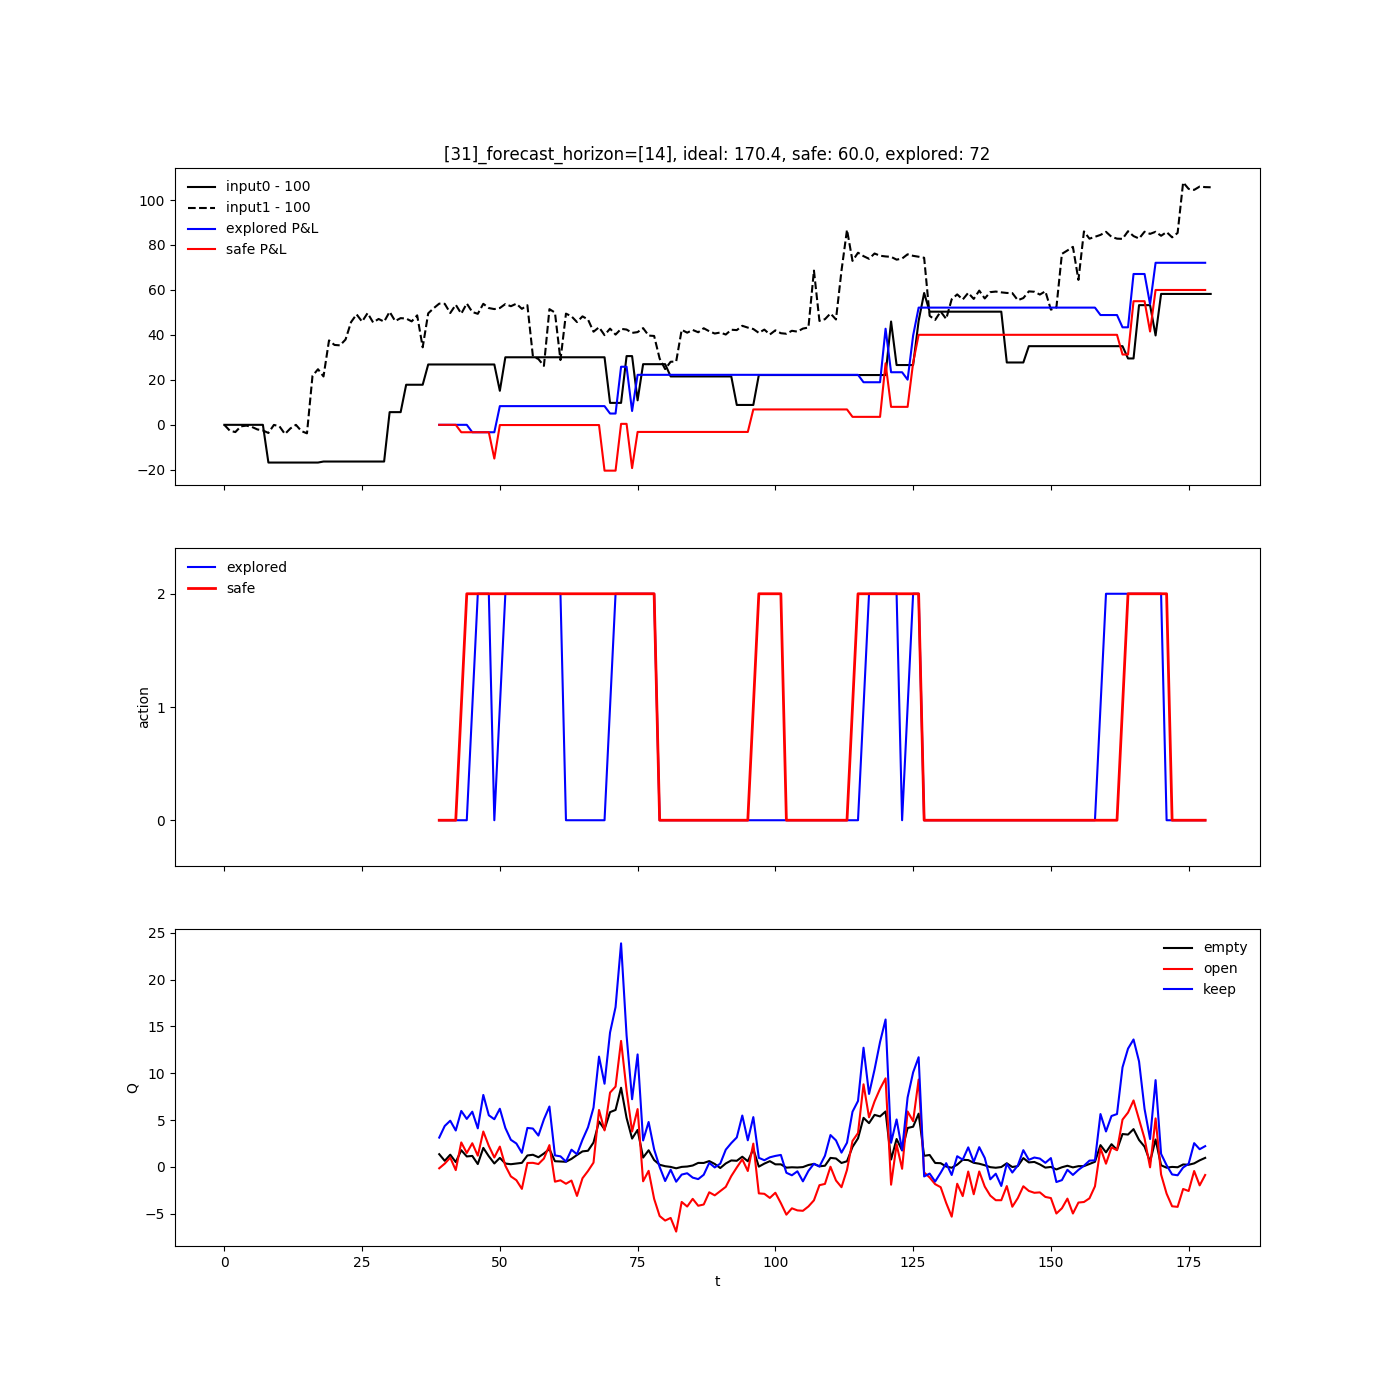 [31]_forecast_horizon=[14], ideal: 170.4, safe: 60.0, explored: 72
input0 - 100
input1 - 100
explored P&L
safe P&L
100
80
60
40
20
0
−20
explored
safe
2
1
0
action
empty
open
keep
25
20
15
10
5
0
−5
Q
0 25 50 75 100 125 150 175
t